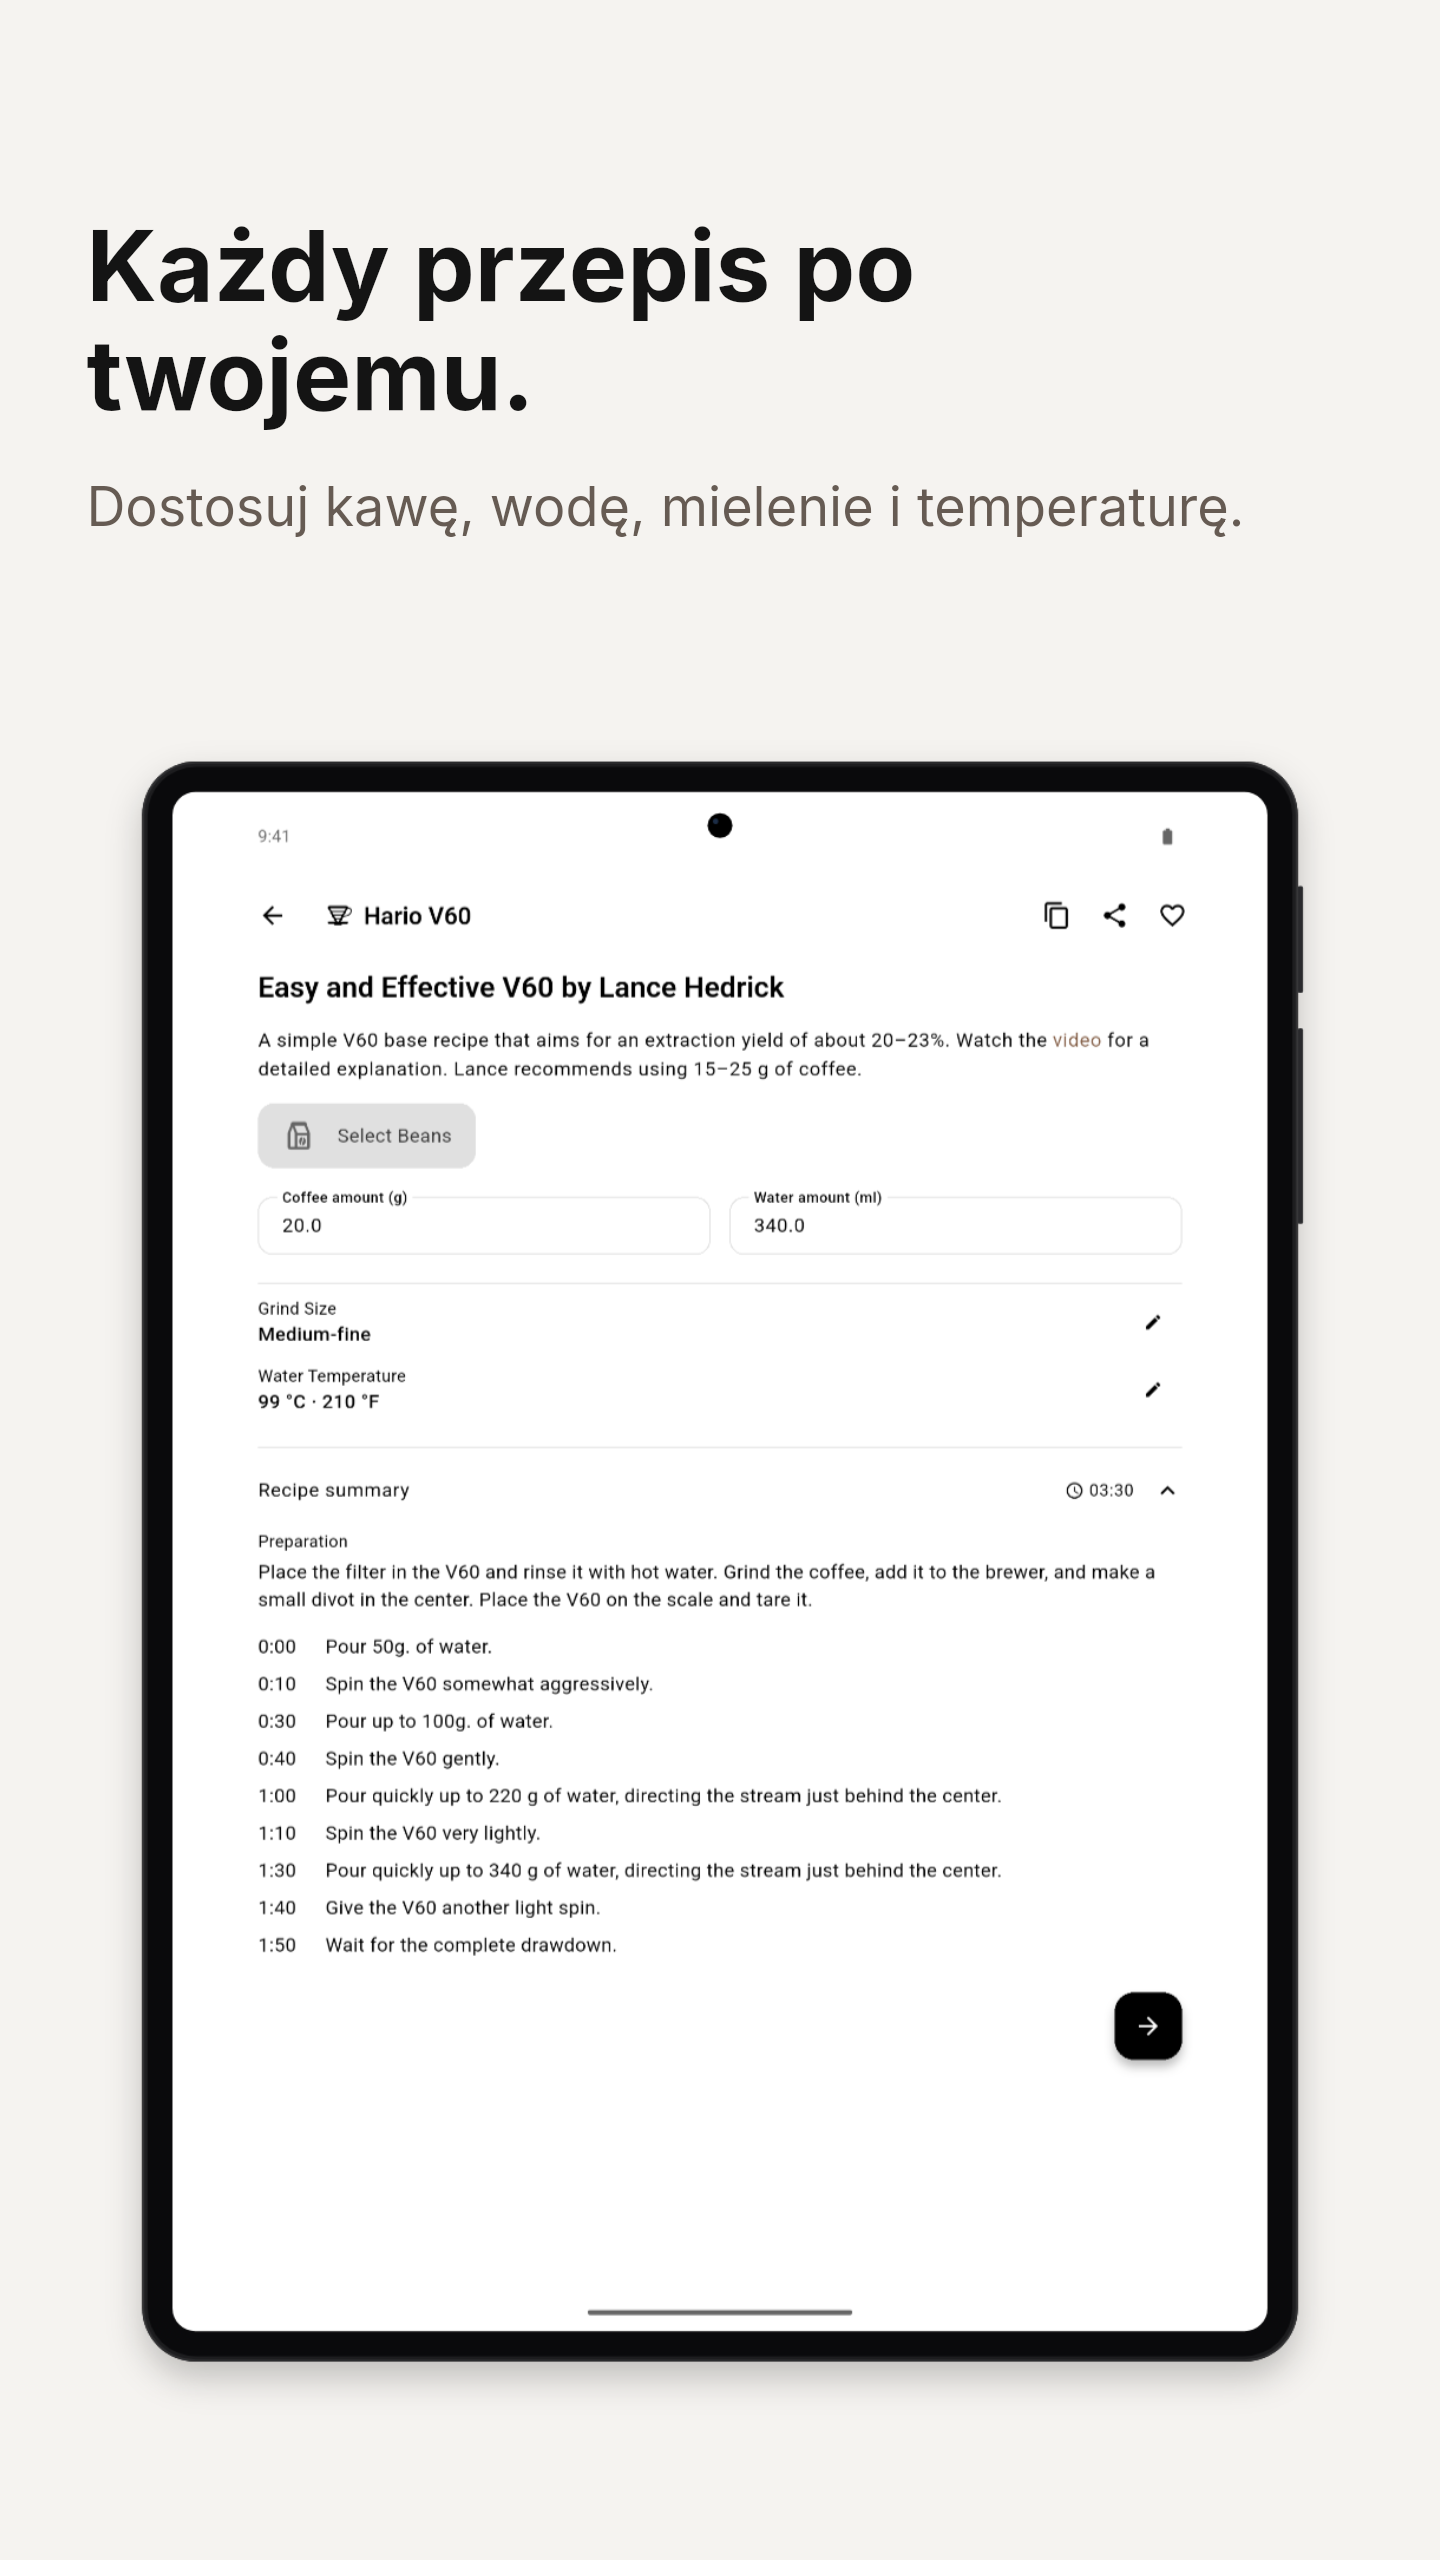 Każdy przepis po
twojemu.
Dostosuj kawę, wodę, mielenie i temperaturę.
9:41
Hario V60
Easy and Effective V60 by Lance Hedrick
A simple V60 base recipe that aims for an extraction yield of about 20–23%. Watch the video for a
detailed explanation. Lance recommends using 15–25 g of coffee.
Select Beans
Coffee amount (g)
20.0
Water amount (ml)
340.0
Grind Size
Medium-fine
Water Temperature
99 °C · 210 °F
Recipe summary
03:30
Preparation
Place the filter in the V60 and rinse it with hot water. Grind the coffee, add it to the brewer, and make a
small divot in the center. Place the V60 on the scale and tare it.
0:00 Pour 50g. of water.
0:10 Spin the V60 somewhat aggressively.
0:30 Pour up to 100g. of water.
0:40 Spin the V60 gently.
1:00 Pour quickly up to 220 g of water, directing the stream just behind the center.
1:10 Spin the V60 very lightly.
1:30 Pour quickly up to 340 g of water, directing the stream just behind the center.
1:40 Give the V60 another light spin.
1:50 Wait for the complete drawdown.